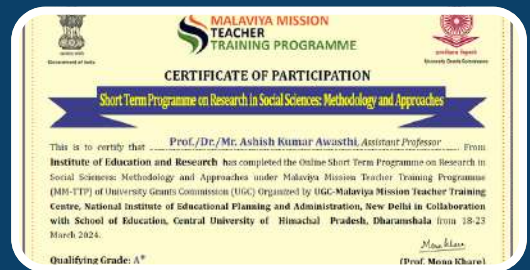 MALAVIYA MISSION
TEACHER
TRAINING PROGRAMME
Government of India
University Grants Commission
CERTIFICATE OF PARTICIPATION
Short Term Programme on Research in Social Sciences: Methodology and Approaches
This is to certify that Prof./Dr./Mr. Ashish Kumar Awasthi, Assistant Professor From
Institute of Education and Research has completed the Online Short Term Programme on Research in
Social Sciences: Methodology and Approaches under Malaviya Mission Teacher Training Programme
(MM-TTP) of University Grants Commission (UGC) Organized by UGC-Malaviya Mission Teacher Training
Centre, National Institute of Educational Planning and Administration, New Delhi in Collaboration
with School of Education, Central University of Himachal Pradesh, Dharamshala from 18-23
March 2024.
Mona Khare
Qualifying Grade: A*
(Prof. Mona Khare)